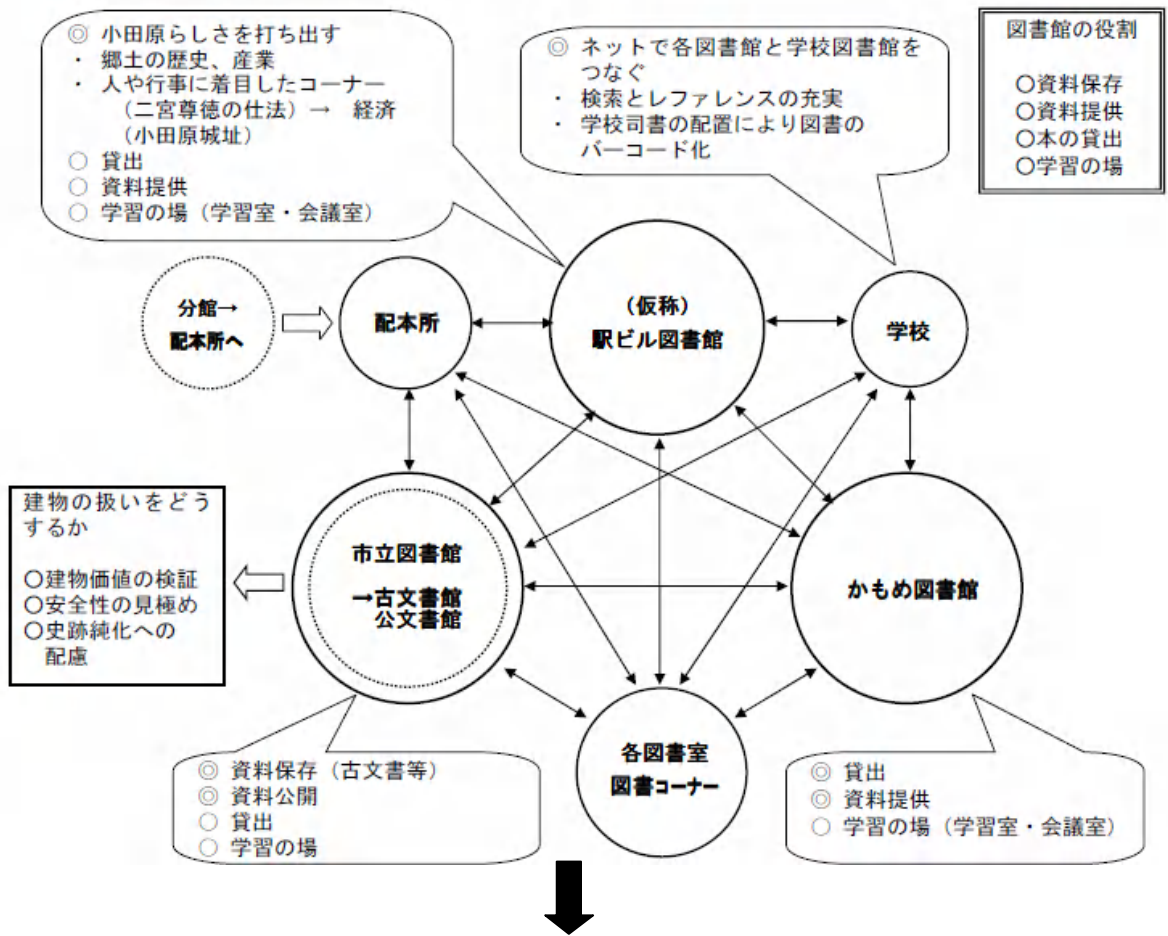 ◎ 小田原らしさを打ち出す
・ 郷土の歴史、産業
・ 人や行事に着目したコーナー
（二宮尊徳の仕法）→ 経済
（小田原城址）
○ 貸出
○ 資料提供
○ 学習の場（学習室・会議室）
◎ ネットで各図書館と学校図書館を
つなぐ
・ 検索とレファレンスの充実
・ 学校司書の配置により図書の
バーコード化
図書館の役割
○資料保存
○資料提供
○本の貸出
○学習の場
分館→
配本所へ
配本所
（仮称）
駅ビル図書館
学校
建物の扱いをどう
するか
○建物価値の検証
○安全性の見極め
○史跡純化への
配慮
市立図書館
→古文書館
公文書館
かもめ図書館
各図書室
図書コーナー
◎ 資料保存（古文書等）
◎ 資料公開
○ 貸出
○ 学習の場
◎ 貸出
◎ 資料提供
○ 学習の場（学習室・会議室）